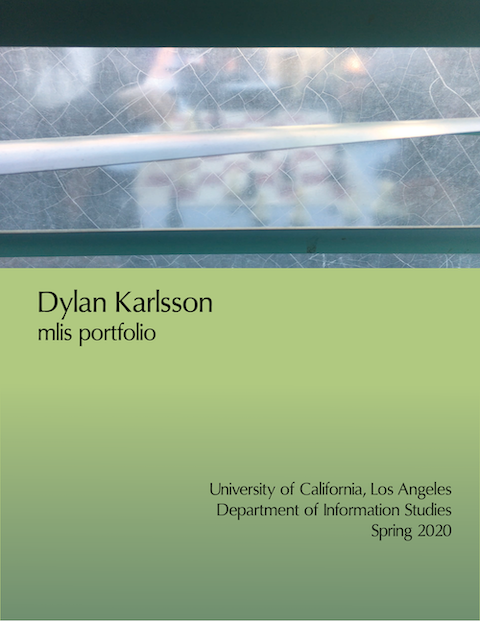 Dylan Karlsson
mlis portfolio
University of California, Los Angeles
Department of Information Studies
Spring 2020